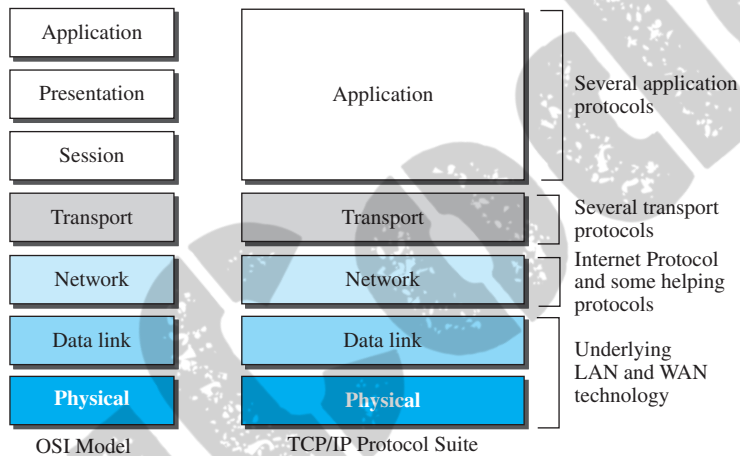 Application
Presentation
Session
Transport
Network
Data link
Physical
OSI Model
Application
Transport
Network
Data link
Physical
TCP/IP Protocol Suite
Several application
protocols
Several transport
protocols
Internet Protocol
and some helping
protocols
Underlying
LAN and WAN
technology